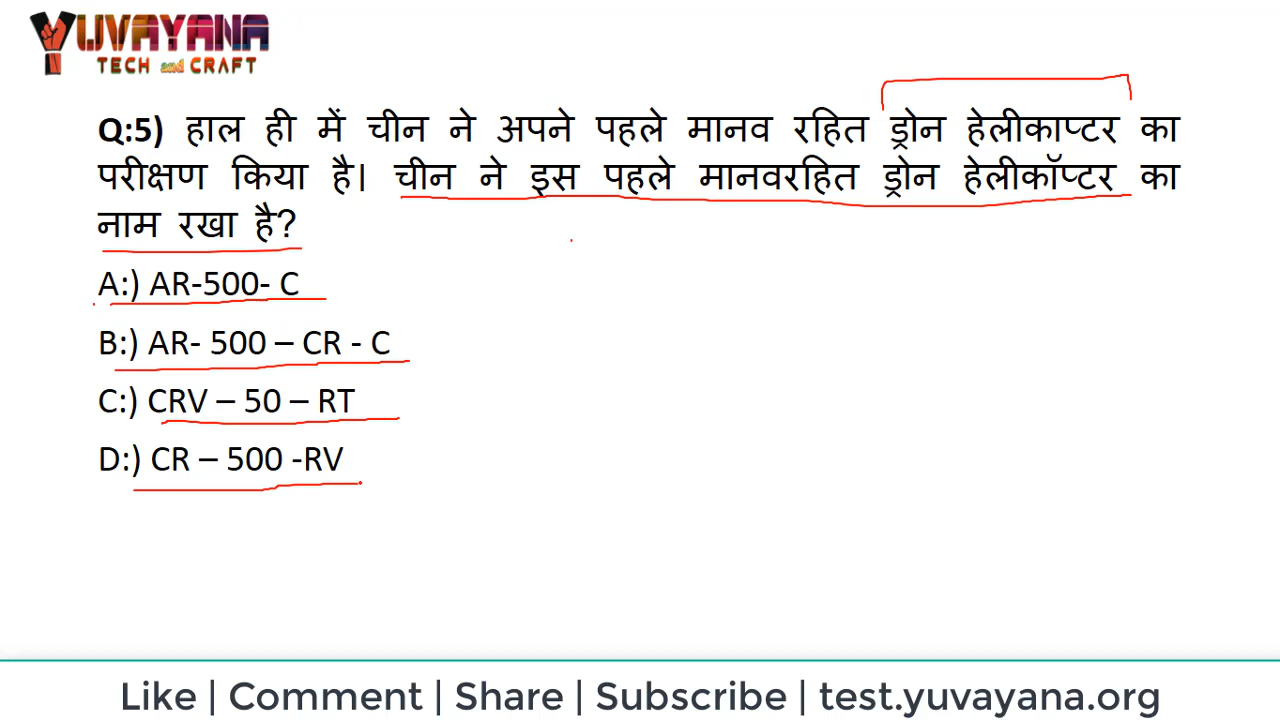 YUVAYANA
TECH and CRAFT
Q:5) हाल ही में चीन ने अपने पहले मानव रहित ड्रोन हेलीकाप्टर का
परीक्षण किया है। चीन ने इस पहले मानवरहित ड्रोन हेलीकॉप्टर का
नाम रखा है?
A:) AR-500- C
B:) AR- 500 – CR - C
C:) CRV – 50 – RT
D:) CR – 500 -RV
Like | Comment | Share | Subscribe | test.yuvayana.org